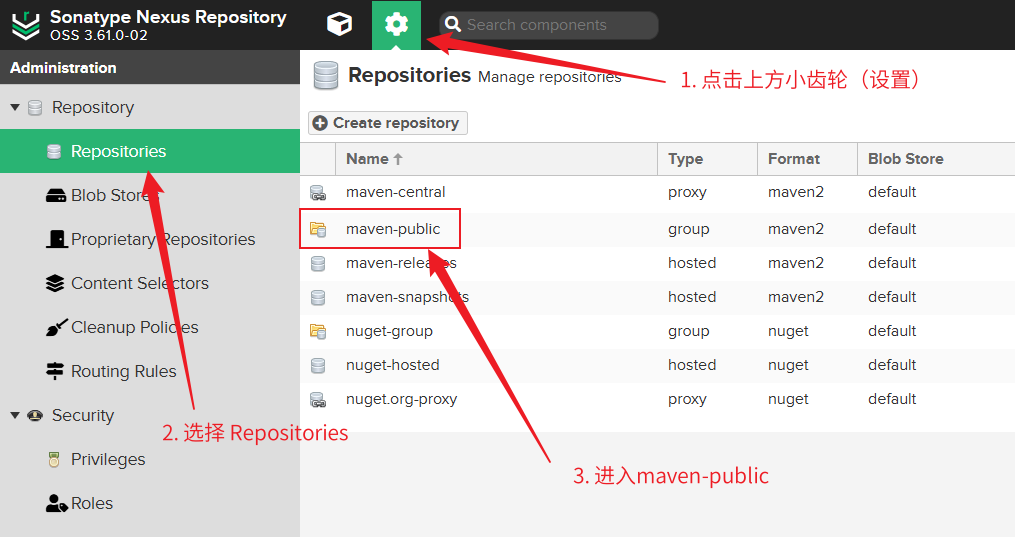 Sonatype Nexus Repository
OSS 3.61.0-02
Search components
Administration
Repositories Manage repositories
1. 点击上方小齿轮（设置）
Repository
Create repository
Repositories
Name Type Format Blob Store
Blob Stores
maven-central proxy maven2 default
Proprietary Repositories
maven-public group maven2 default
Content Selectors
maven-releases hosted maven2 default
maven-snapshots hosted maven2 default
Cleanup Policies
nuget-group group nuget default
Routing Rules
nuget-hosted hosted nuget default
nuget.org-proxy proxy nuget default
Security
2. 选择 Repositories
Privileges
3. 进入maven-public
Roles